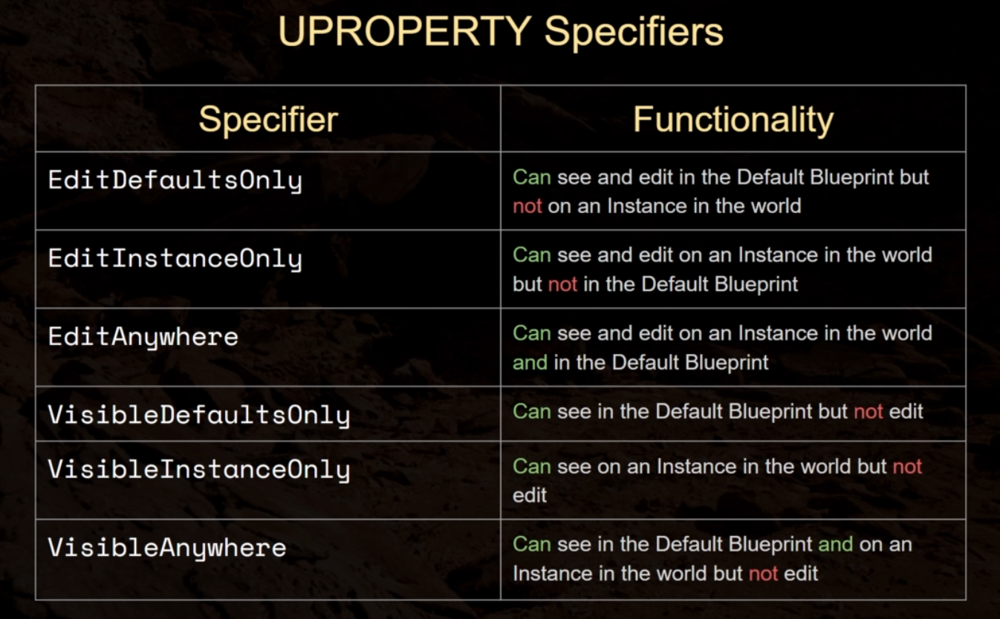 UPROPERTY Specifiers
Specifier
Functionality
EditDefaultsOnly
Can see and edit in the Default Blueprint but
not on an Instance in the world
EditInstanceOnly
Can see and edit on an Instance in the world
but not in the Default Blueprint
EditAnywhere
Can see and edit on an Instance in the world
and in the Default Blueprint
VisibleDefaultsOnly
Can see in the Default Blueprint but not edit
VisibleInstanceOnly
Can see on an Instance in the world but not
edit
VisibleAnywhere
Can see in the Default Blueprint and on an
Instance in the world but not edit